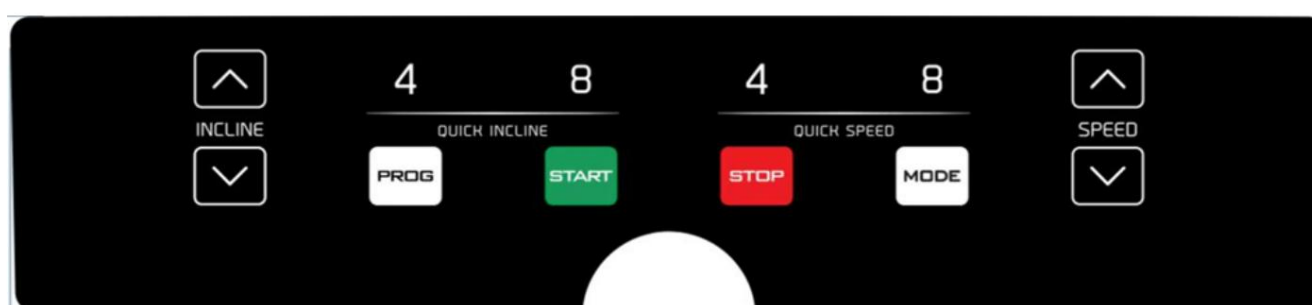 4 8 4 8
INCLINE QUICK INCLINE QUICK SPEED SPEED
PROG START STOP MODE